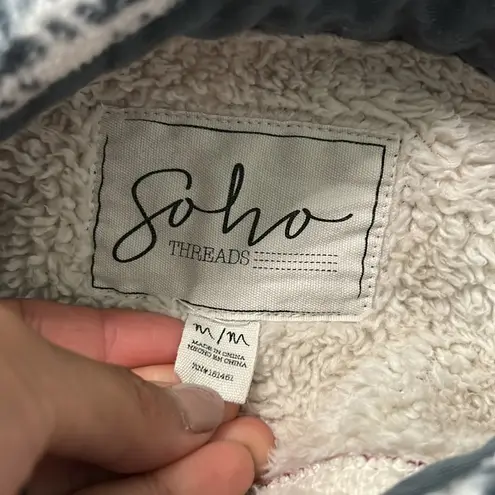 Soho
THREADS
m/m
MADE IN CHINA
HECHO EN CHINA
RN#161461